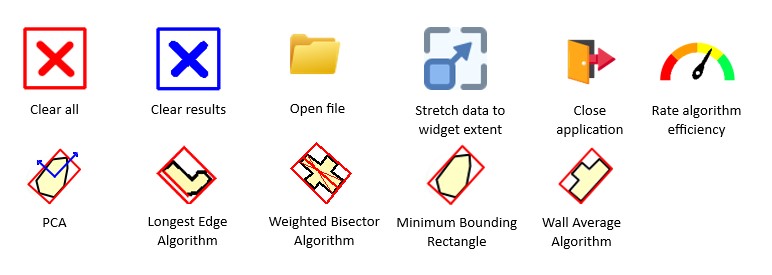 Clear all
Clear results
Open file
Stretch data to
widget extent
Close
application
Rate algorithm
efficiency
PCA
Longest Edge
Algorithm
Weighted Bisector
Algorithm
Minimum Bounding
Rectangle
Wall Average
Algorithm